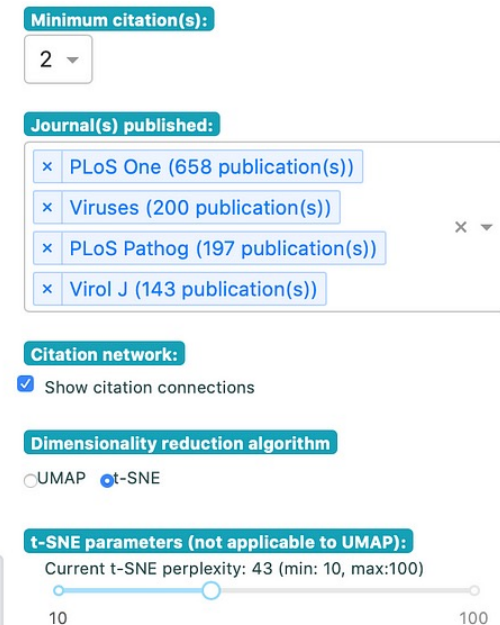 Minimum citation(s):
2
Journal(s) published:
× PLoS One (658 publication(s))
× Viruses (200 publication(s))
× PLoS Pathog (197 publication(s))
× Virol J (143 publication(s))
×
Citation network:
Show citation connections
Dimensionality reduction algorithm
UMAP t-SNE
t-SNE parameters (not applicable to UMAP):
Current t-SNE perplexity: 43 (min: 10, max:100)
10 100